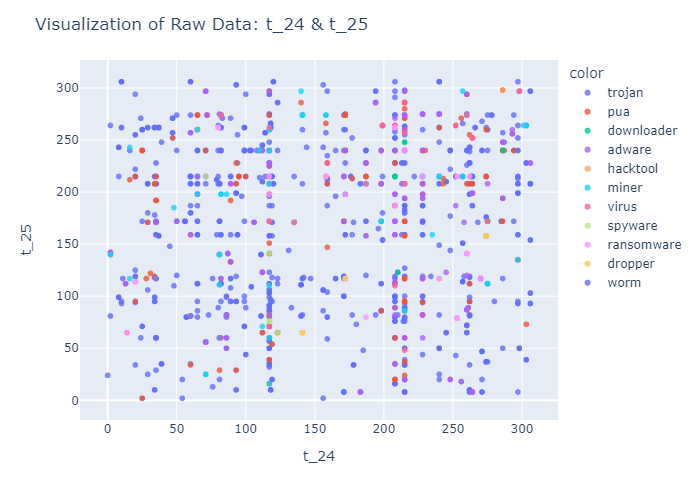 Visualization of Raw Data: t_24 & t_25
color
trojan
pua
downloader
adware
hacktool
miner
virus
spyware
ransomware
dropper
worm
300
250
200
150
100
50
0
t_25
0 50 100 150 200 250 300
t_24